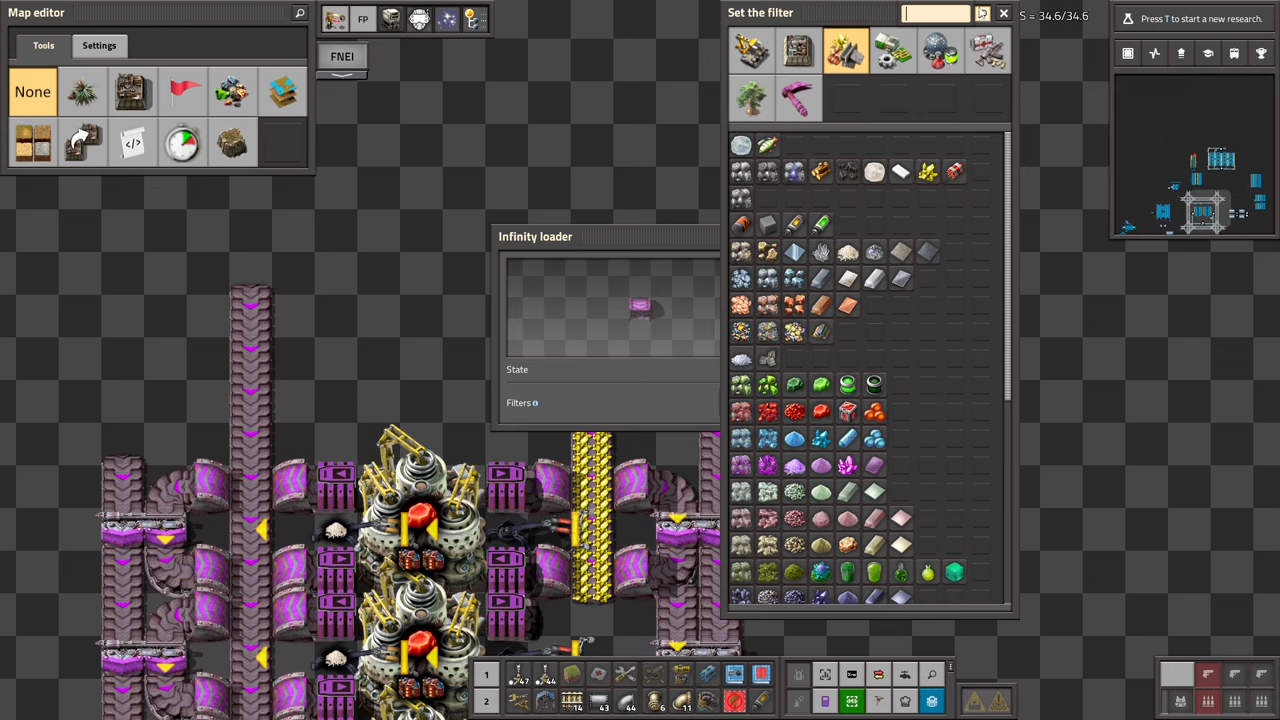 Map editor
Tools
Settings
None
</>
FP
FNEI
Set the filter
S = 34.6/34.6
Press T to start a new research.
Infinity loader
State
Filters
1
47
44
2
14
43
44
6
11